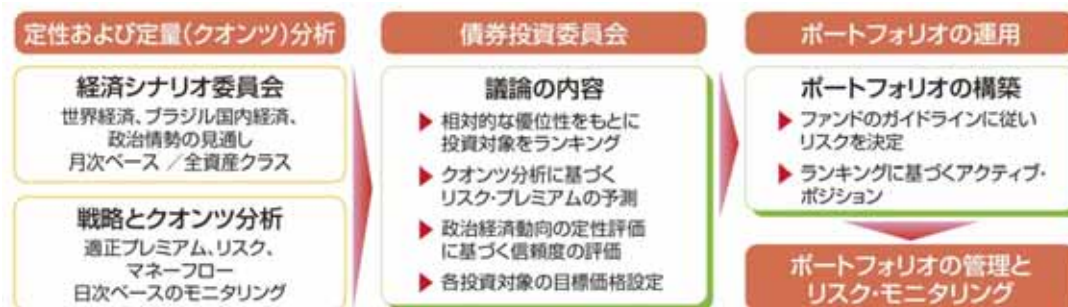 定性および定量(クオンツ)分析
経済シナリオ委員会
世界経済、ブラジル国内経済、
政治情勢の見通し
月次ベース ／全資産クラス
戦略とクオンツ分析
適正プレミアム、リスク、
マネーフロー
日次ベースのモニタリング
債券投資委員会
議論の内容
▶ 相対的な優位性をもとに
投資対象をランキング
▶ クオンツ分析に基づく
リスク・プレミアムの予測
▶ 政治経済動向の定性評価
に基づく信頼度の評価
▶ 各投資対象の目標価格設定
ポートフォリオの運用
ポートフォリオの構築
▶ ファンドのガイドラインに従い
リスクを決定
▶ ランキングに基づくアクティブ・
ポジション
ポートフォリオの管理と
リスク・モニタリング